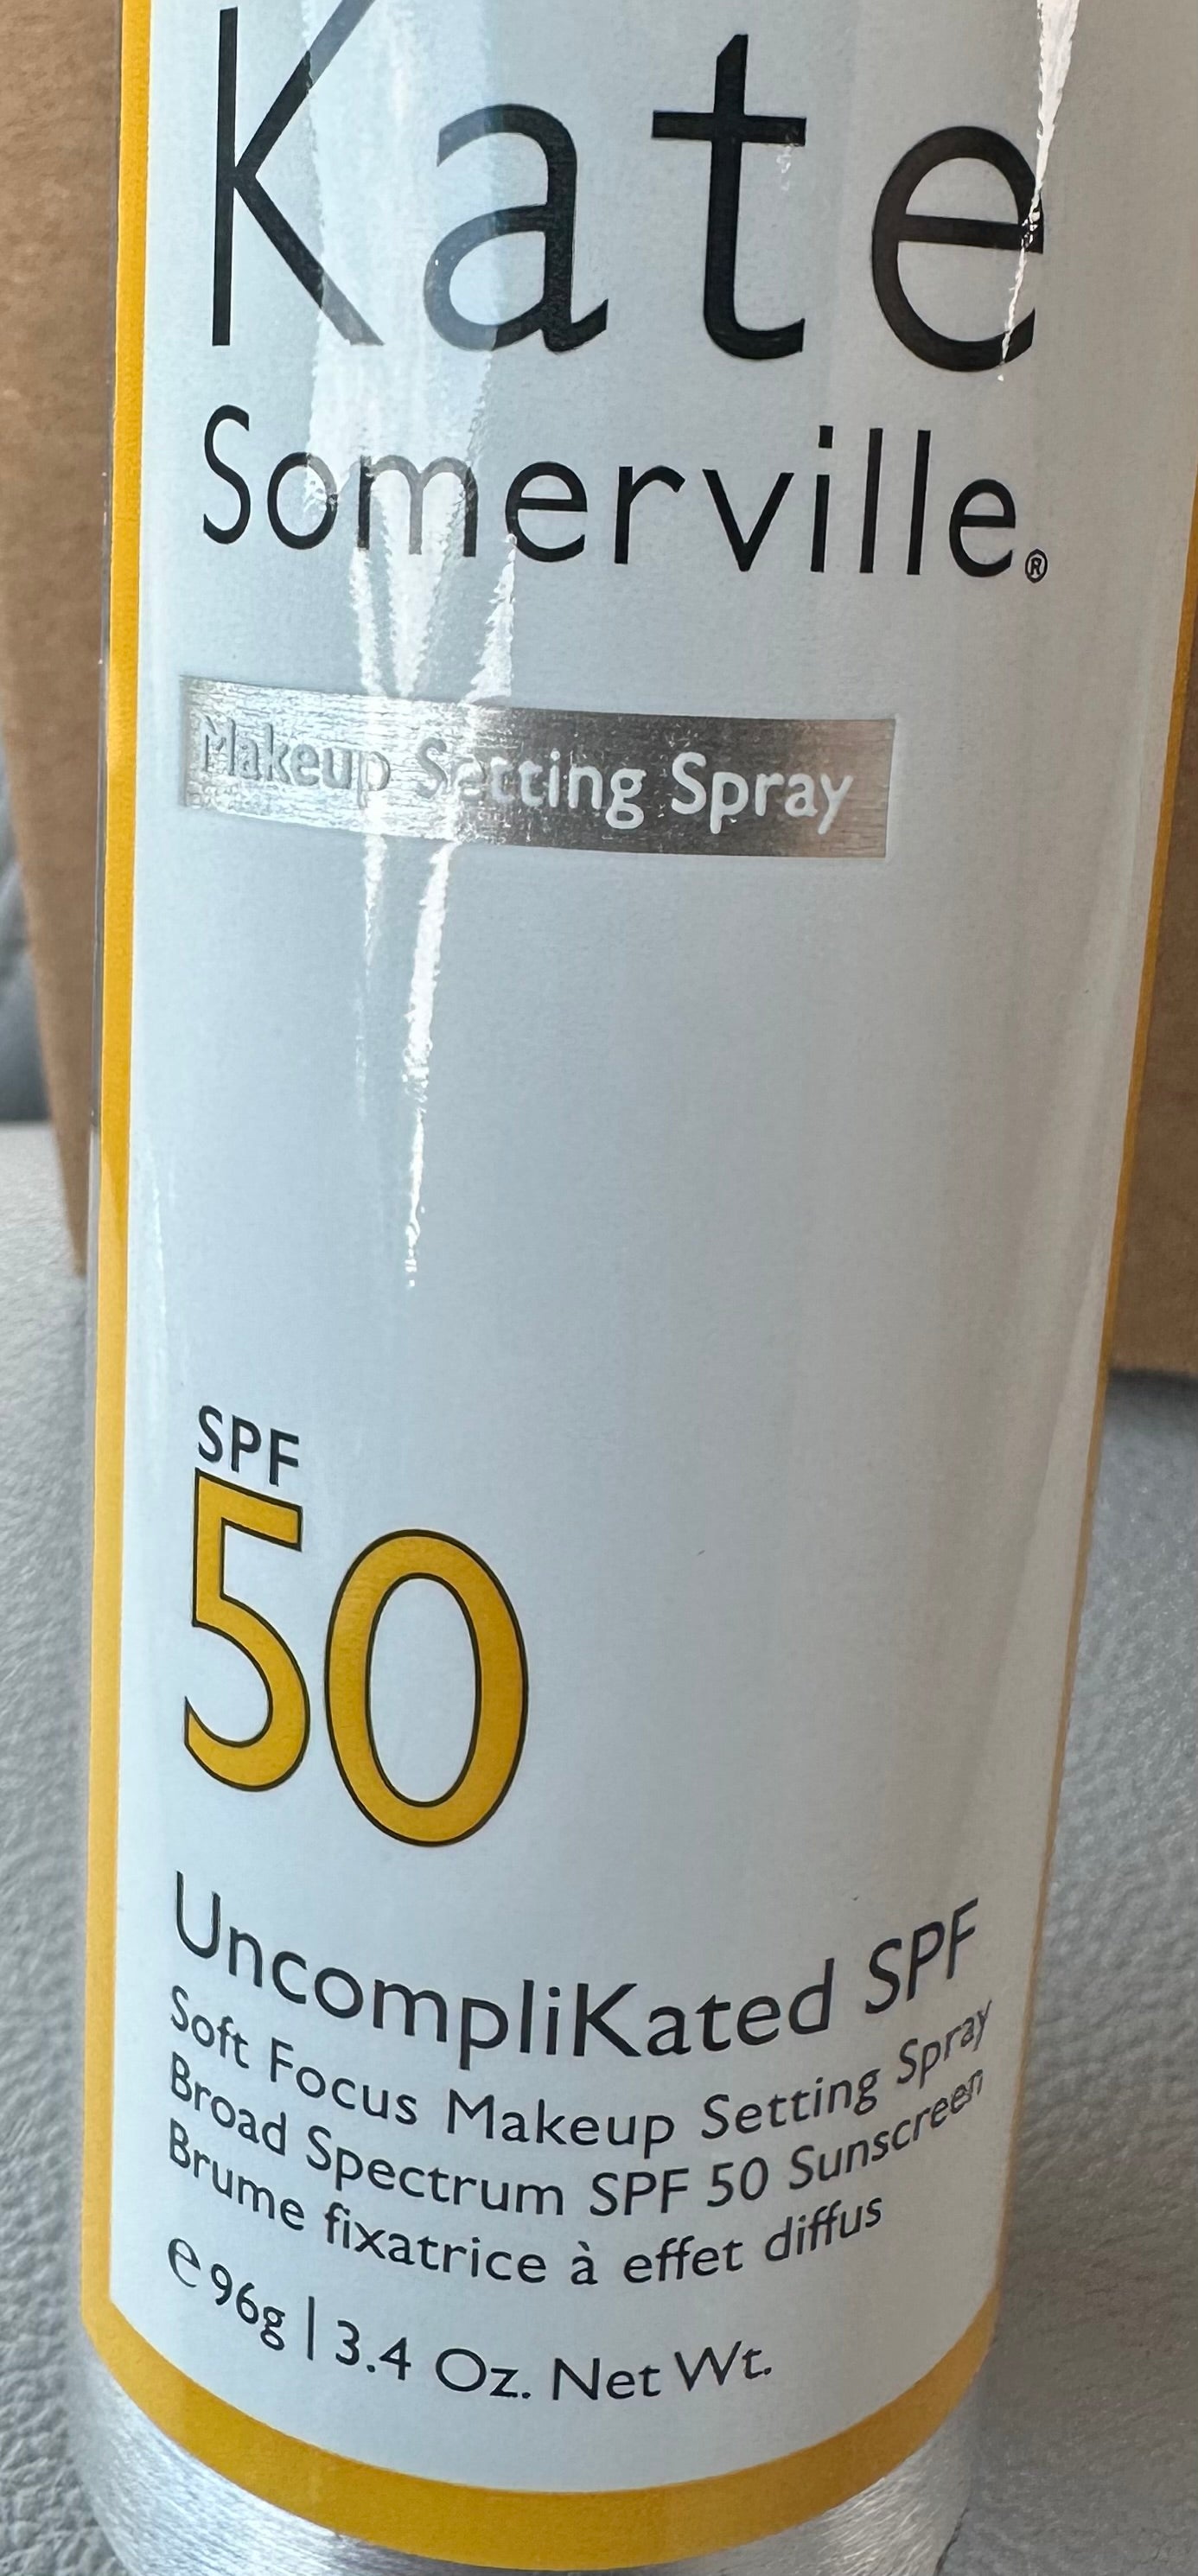 Kate
Somerville®
Makeup Setting Spray
SPF
50
UncompliKated SPF
Soft Focus Makeup Setting Spray
Broad Spectrum SPF 50 Sunscreen
Brume fixatrice à effet diffus
℮ 96g | 3.4 Oz. Net Wt.